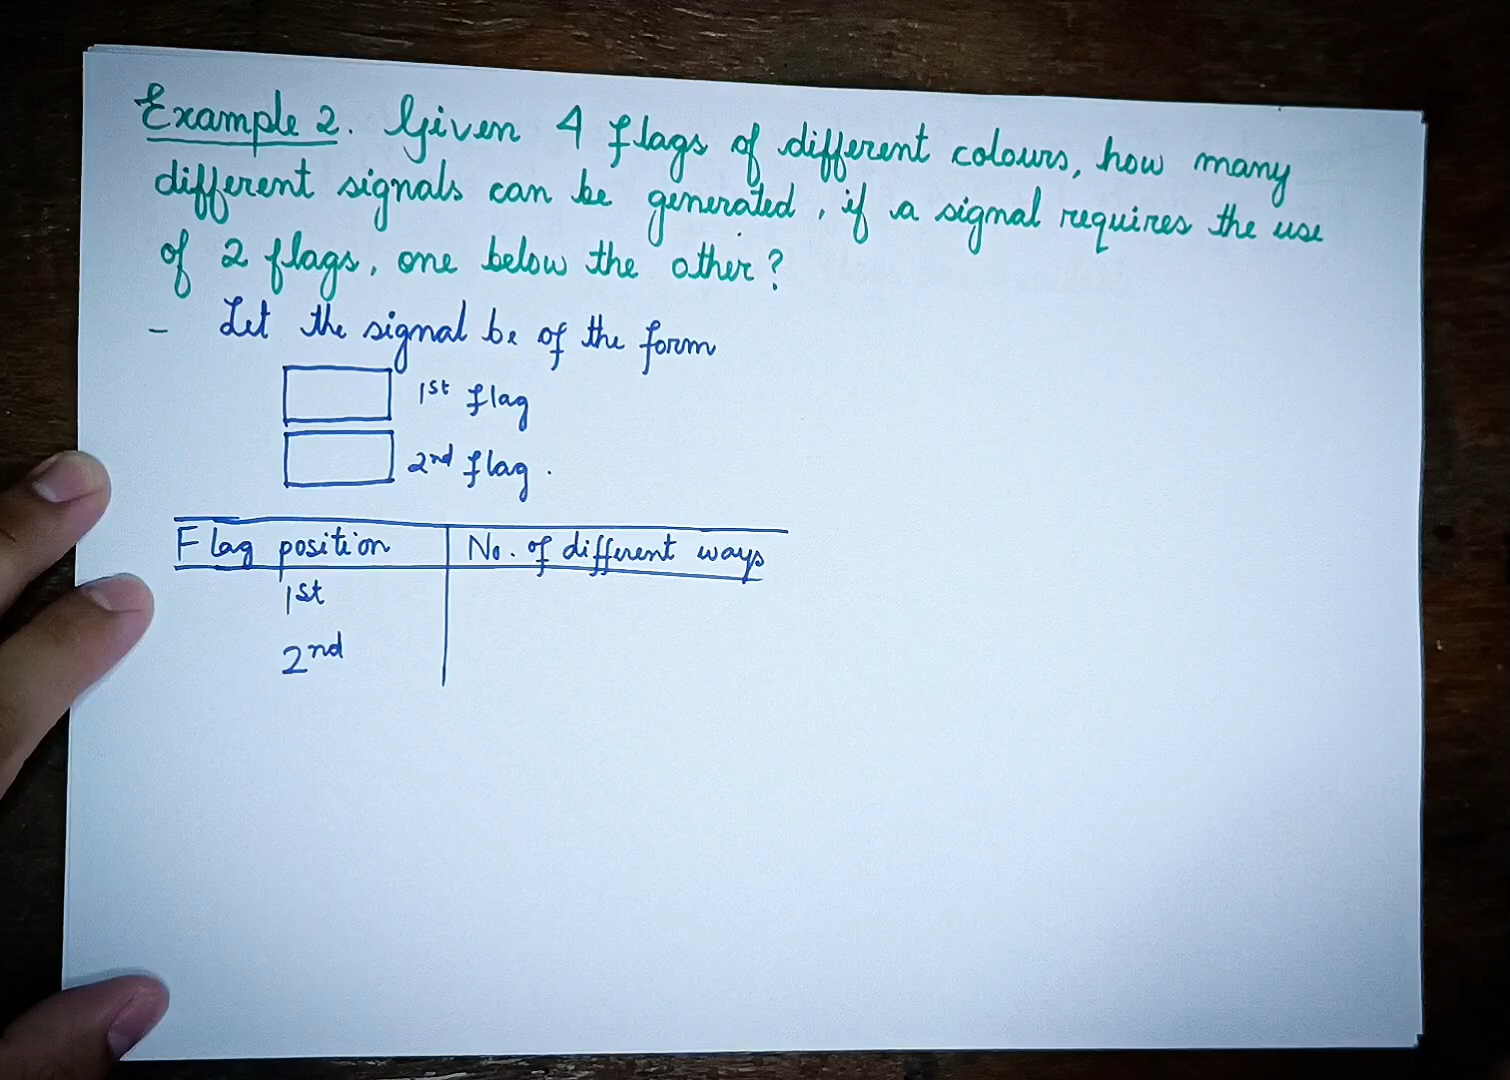 Example 2. Given 4 flags of different colours, how many
different signals can be generated, if a signal requires the use
of 2 flags, one below the other?
- Let the signal be of the form
1st flag
2nd flag.
Flag position No. of different ways
1st
2nd